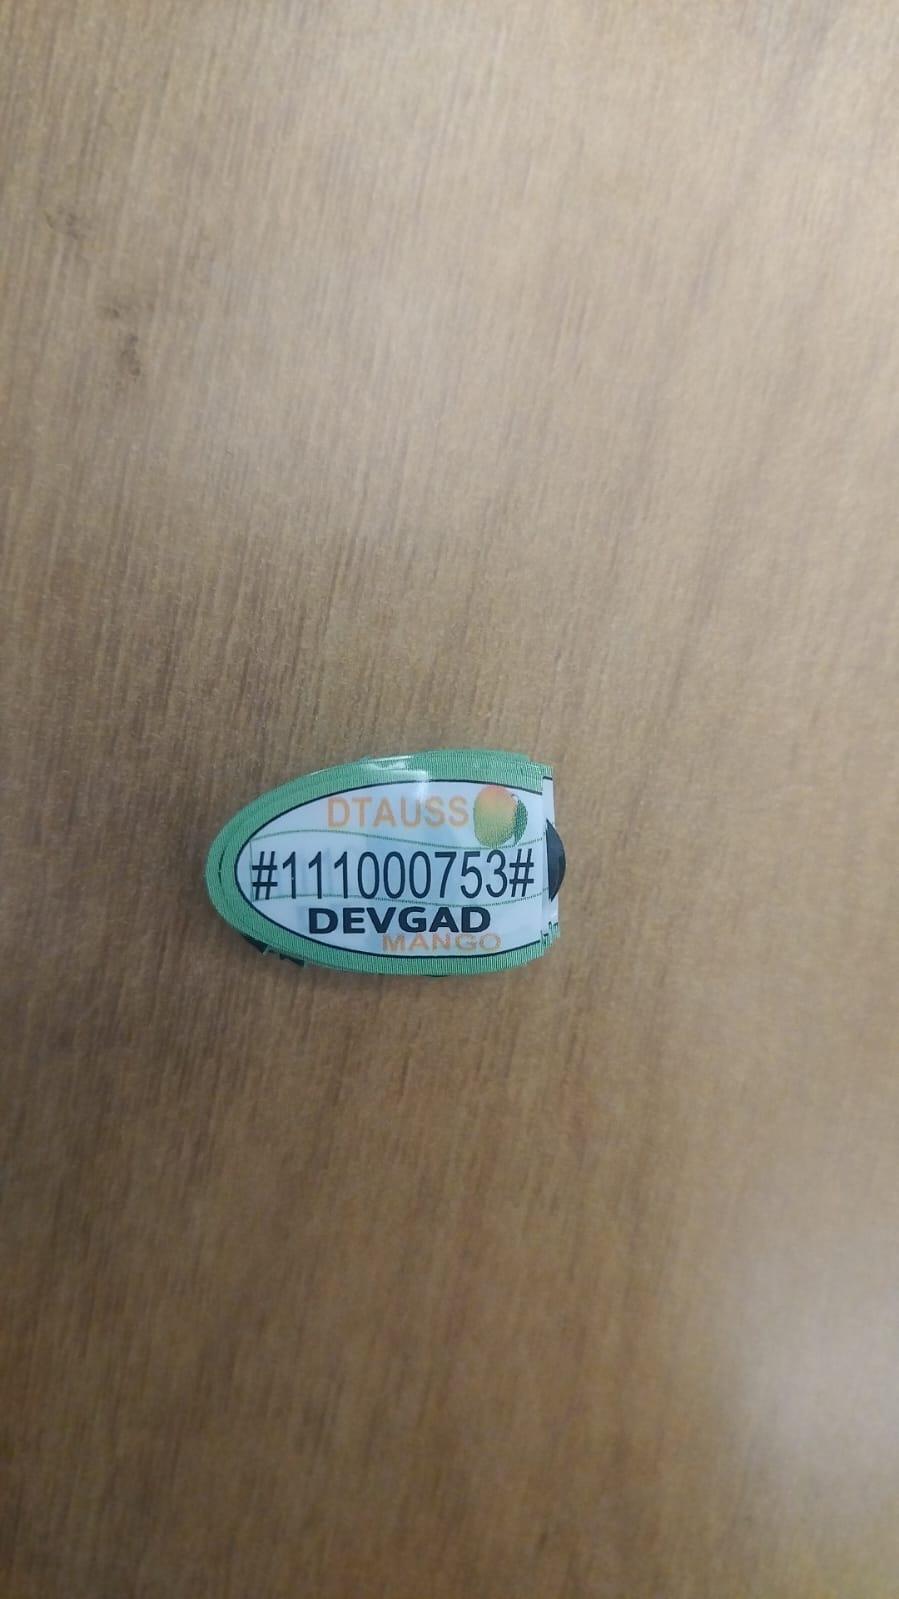 DTAUSS
#111000753#
DEVGAD
MANGO